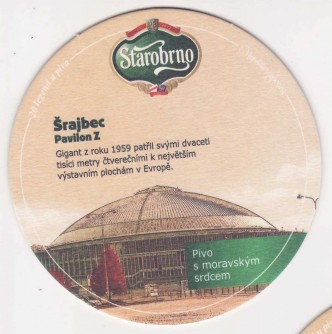 Starobrno
Šrajbec
Pavilon Z
Gigant z roku 1959 patřil svými dvaceti
tisíci metry čtverečními k největším
výstavním plochám v Evropě.
Pivo
s moravským
srdcem